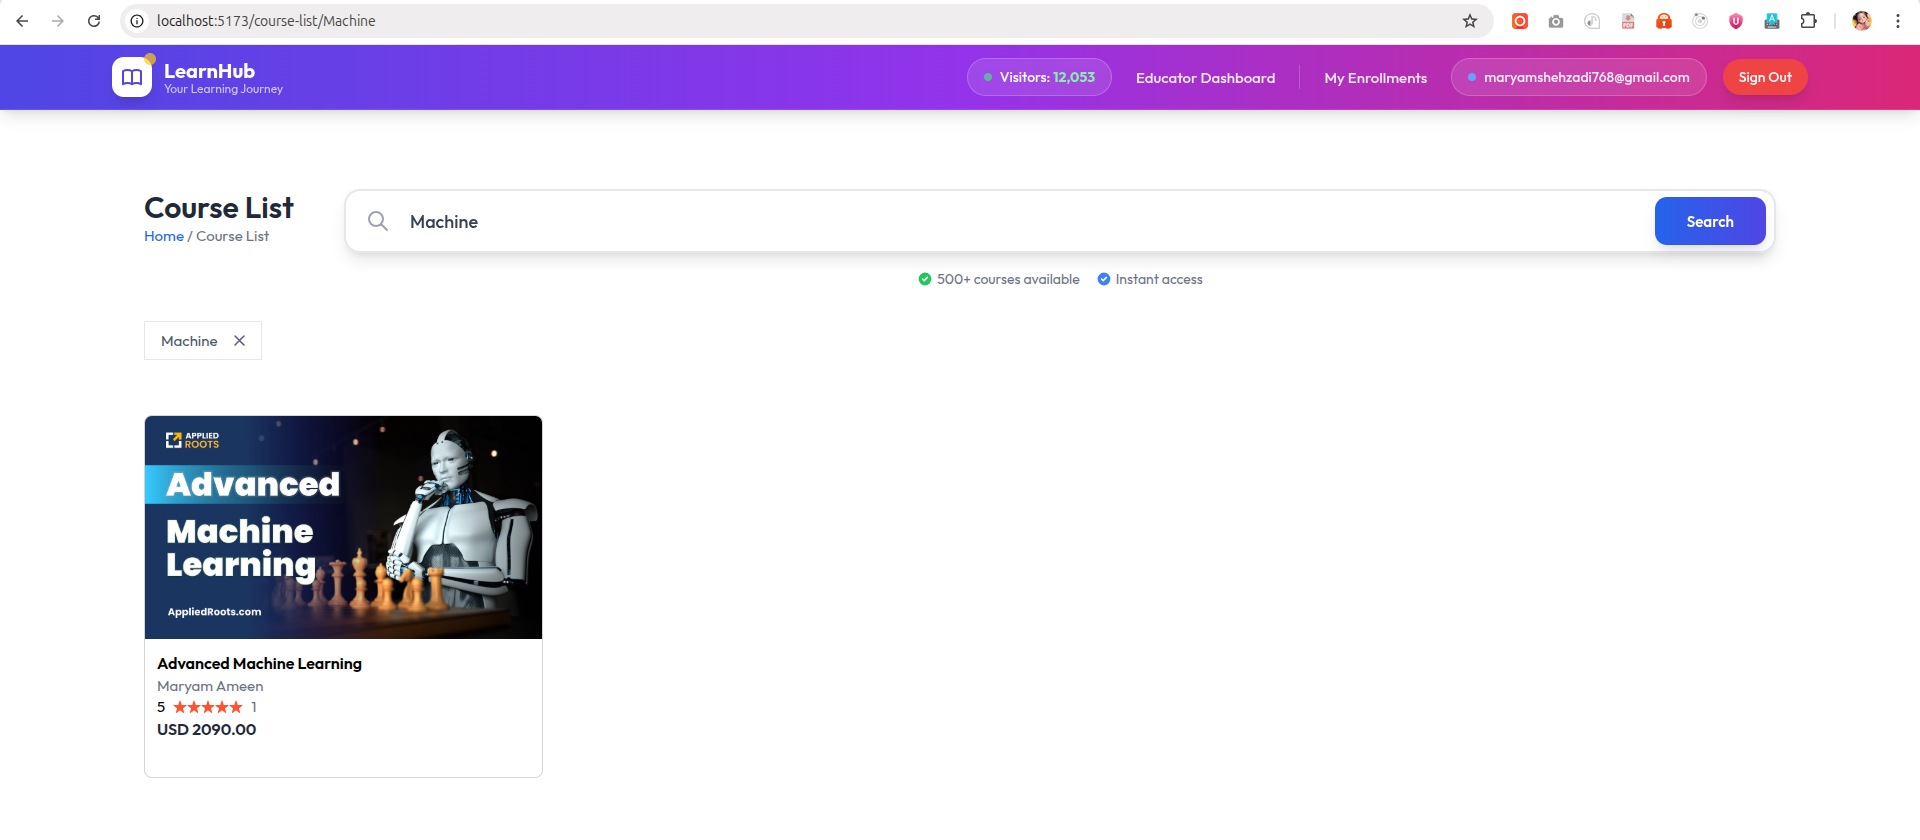 localhost:5173/course-list/Machine
LearnHub
Your Learning Journey
Visitors: 12,053
Educator Dashboard
My Enrollments
maryamshehzadi768@gmail.com
Sign Out
Course List
Home / Course List
Machine
Search
500+ courses available
Instant access
Machine
APPLIED
ROOTS
Advanced
Machine
Learning
AppliedRoots.com
Advanced Machine Learning
Maryam Ameen
5 ★★★★★ 1
USD 2090.00